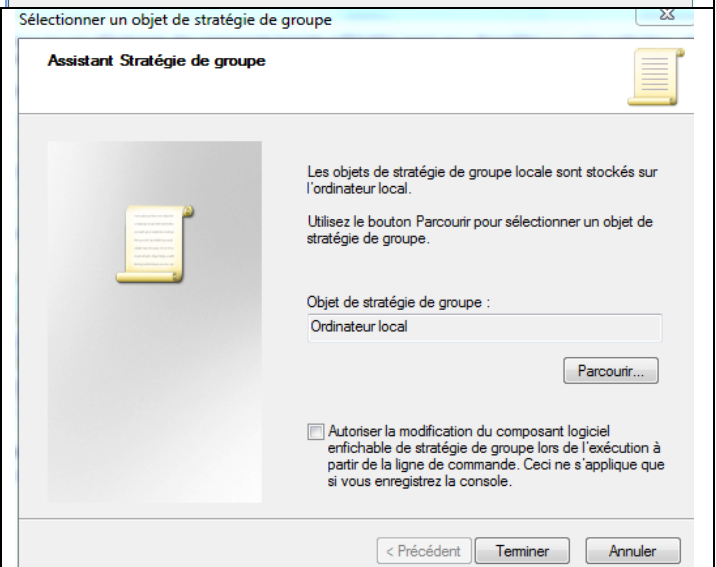 Sélectionner un objet de stratégie de groupe
Assistant Stratégie de groupe
Les objets de stratégie de groupe locale sont stockés sur
l'ordinateur local.
Utilisez le bouton Parcourir pour sélectionner un objet de
stratégie de groupe.
Objet de stratégie de groupe :
Ordinateur local
Parcourir...
Autoriser la modification du composant logiciel
enfichable de stratégie de groupe lors de l'exécution à
partir de la ligne de commande. Ceci ne s'applique que
si vous enregistrez la console.
< Précédent Terminer Annuler